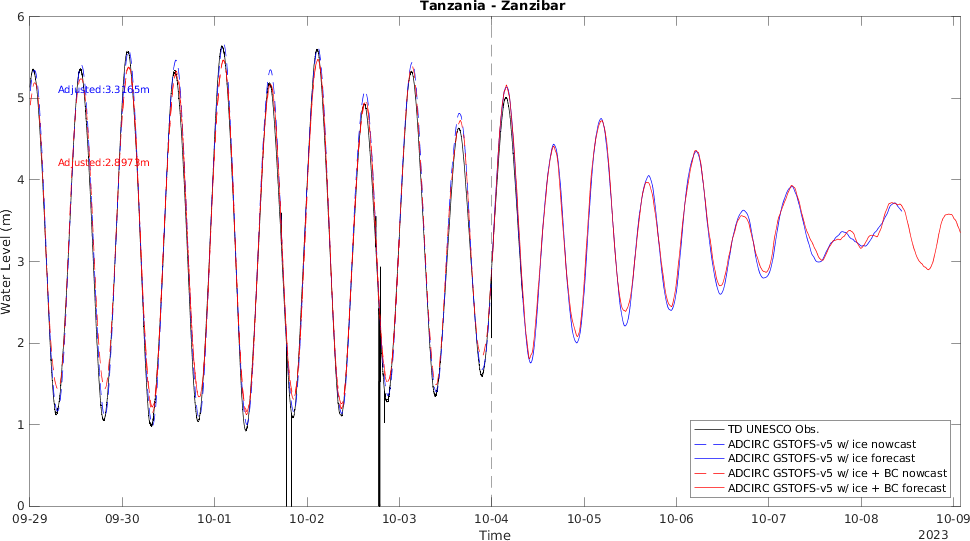 Tanzania - Zanzibar
6
5
4
3
2
1
0
Water Level (m)
Adjusted:3.3165m
Adjusted:2.8973m
TD UNESCO Obs.
ADCIRC GSTOFS-v5 w/ ice nowcast
ADCIRC GSTOFS-v5 w/ ice forecast
ADCIRC GSTOFS-v5 w/ ice + BC nowcast
ADCIRC GSTOFS-v5 w/ ice + BC forecast
09-29 09-30 10-01 10-02 10-03 10-04 10-05 10-06 10-07 10-08 10-09
Time
2023